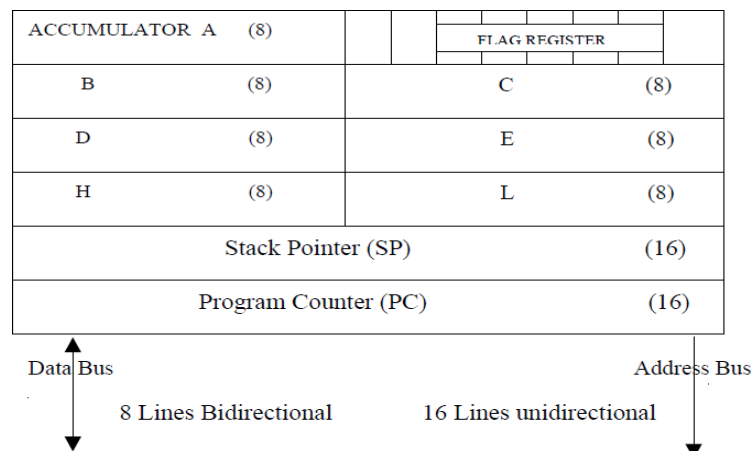 ACCUMULATOR A (8) FLAG REGISTER
B (8) C (8)
D (8) E (8)
H (8) L (8)
Stack Pointer (SP) (16)
Program Counter (PC) (16)
Data Bus Address Bus
8 Lines Bidirectional 16 Lines unidirectional